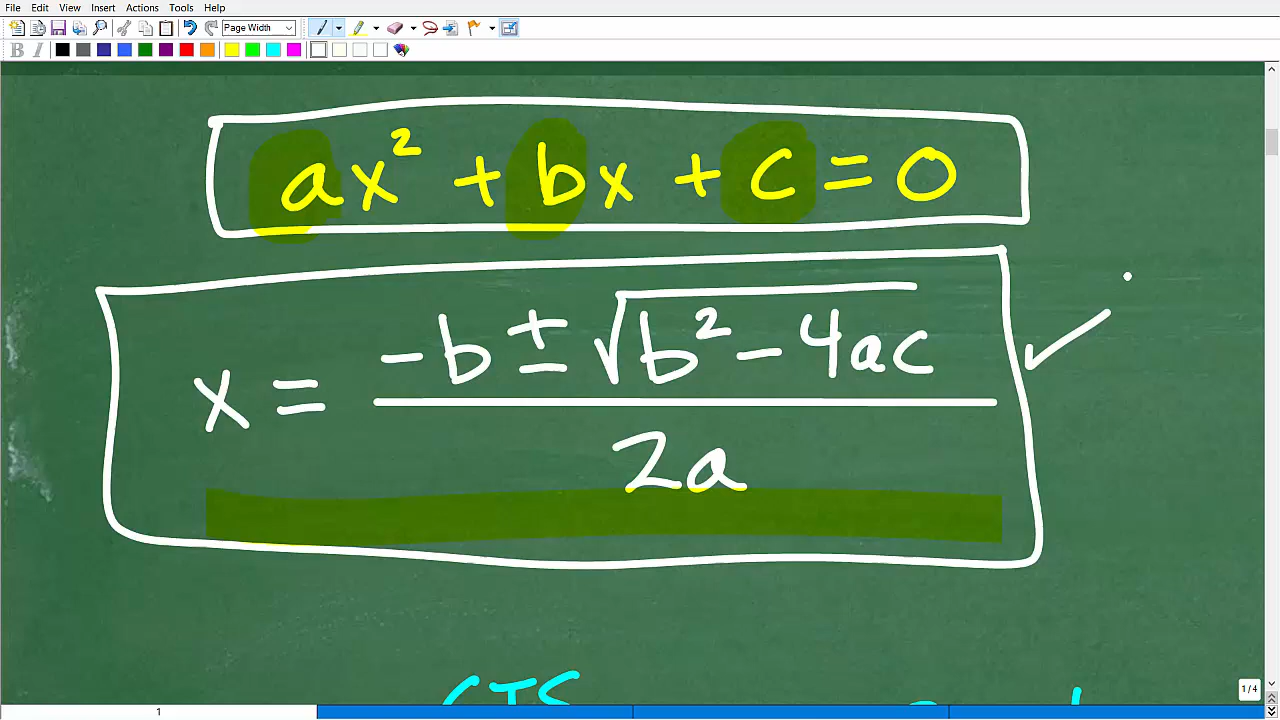 File Edit View Insert Actions Tools Help
Page Width
B I
ax² + bx + c = 0
x = -b ± √b² - 4ac
2a
1/4
1